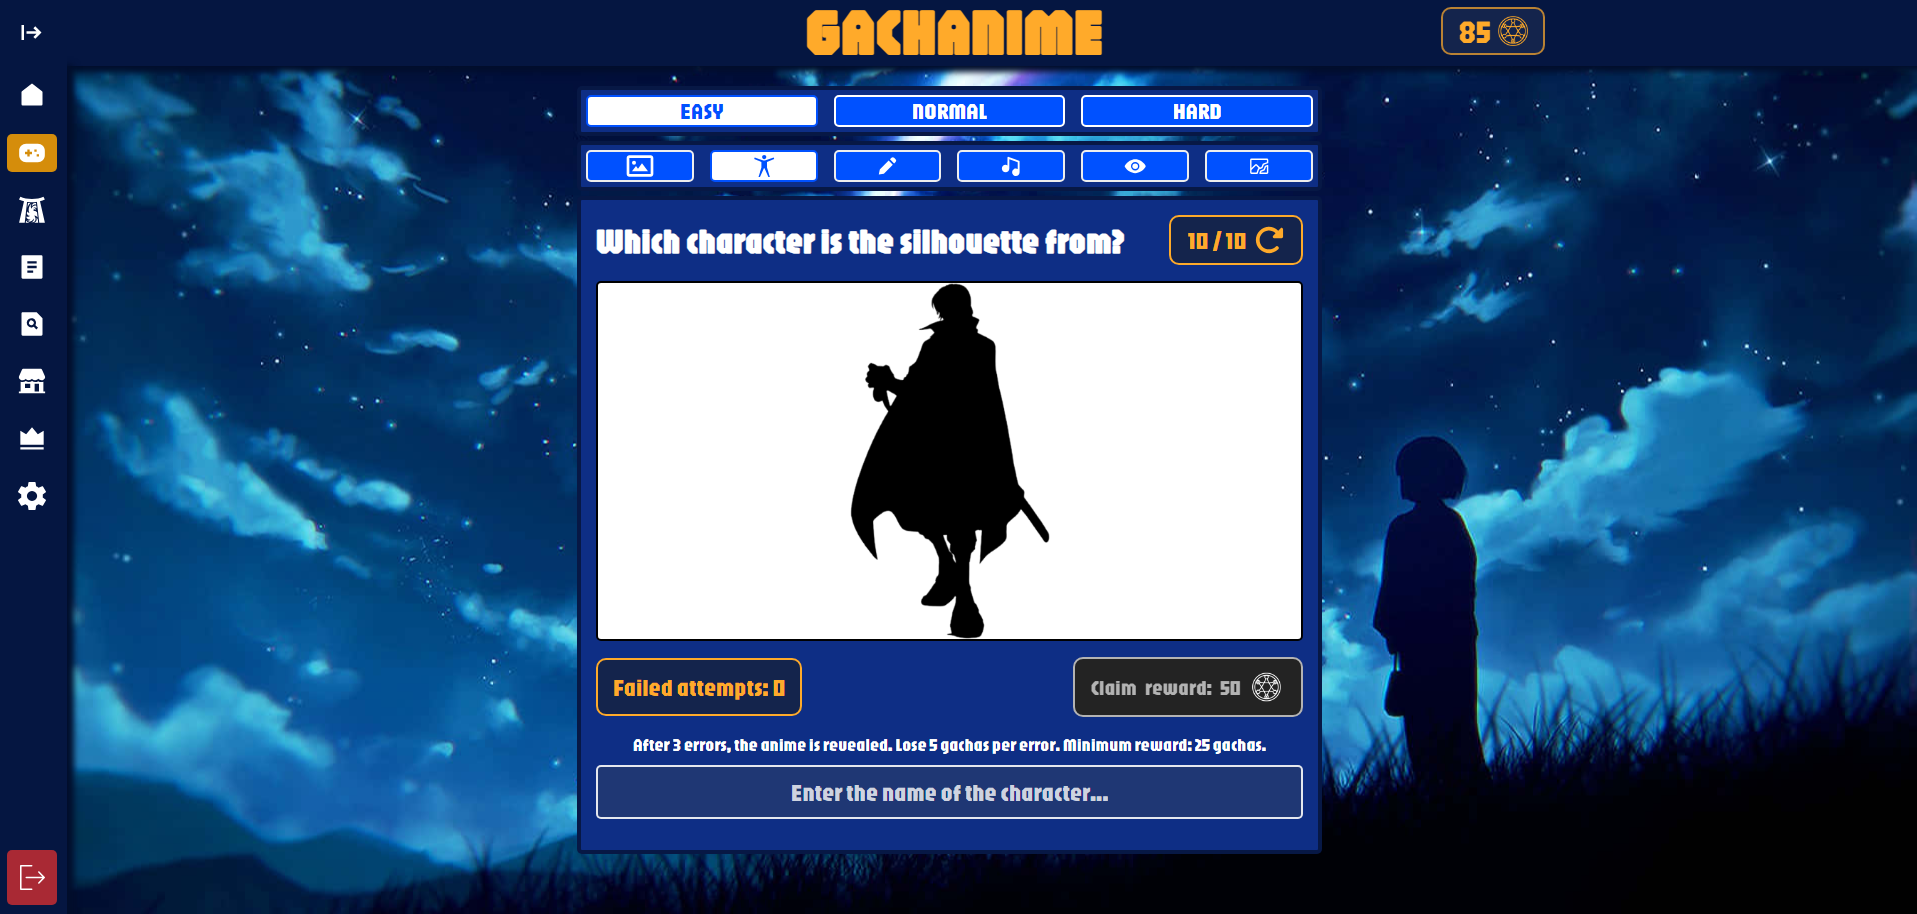 GACHANIME
85
EASY
NORMAL
HARD
Which character is the silhouette from?
10 / 10
Failed attempts: 0
Claim reward: 50
After 3 errors, the anime is revealed. Lose 5 gachas per error. Minimum reward: 25 gachas.
Enter the name of the character...